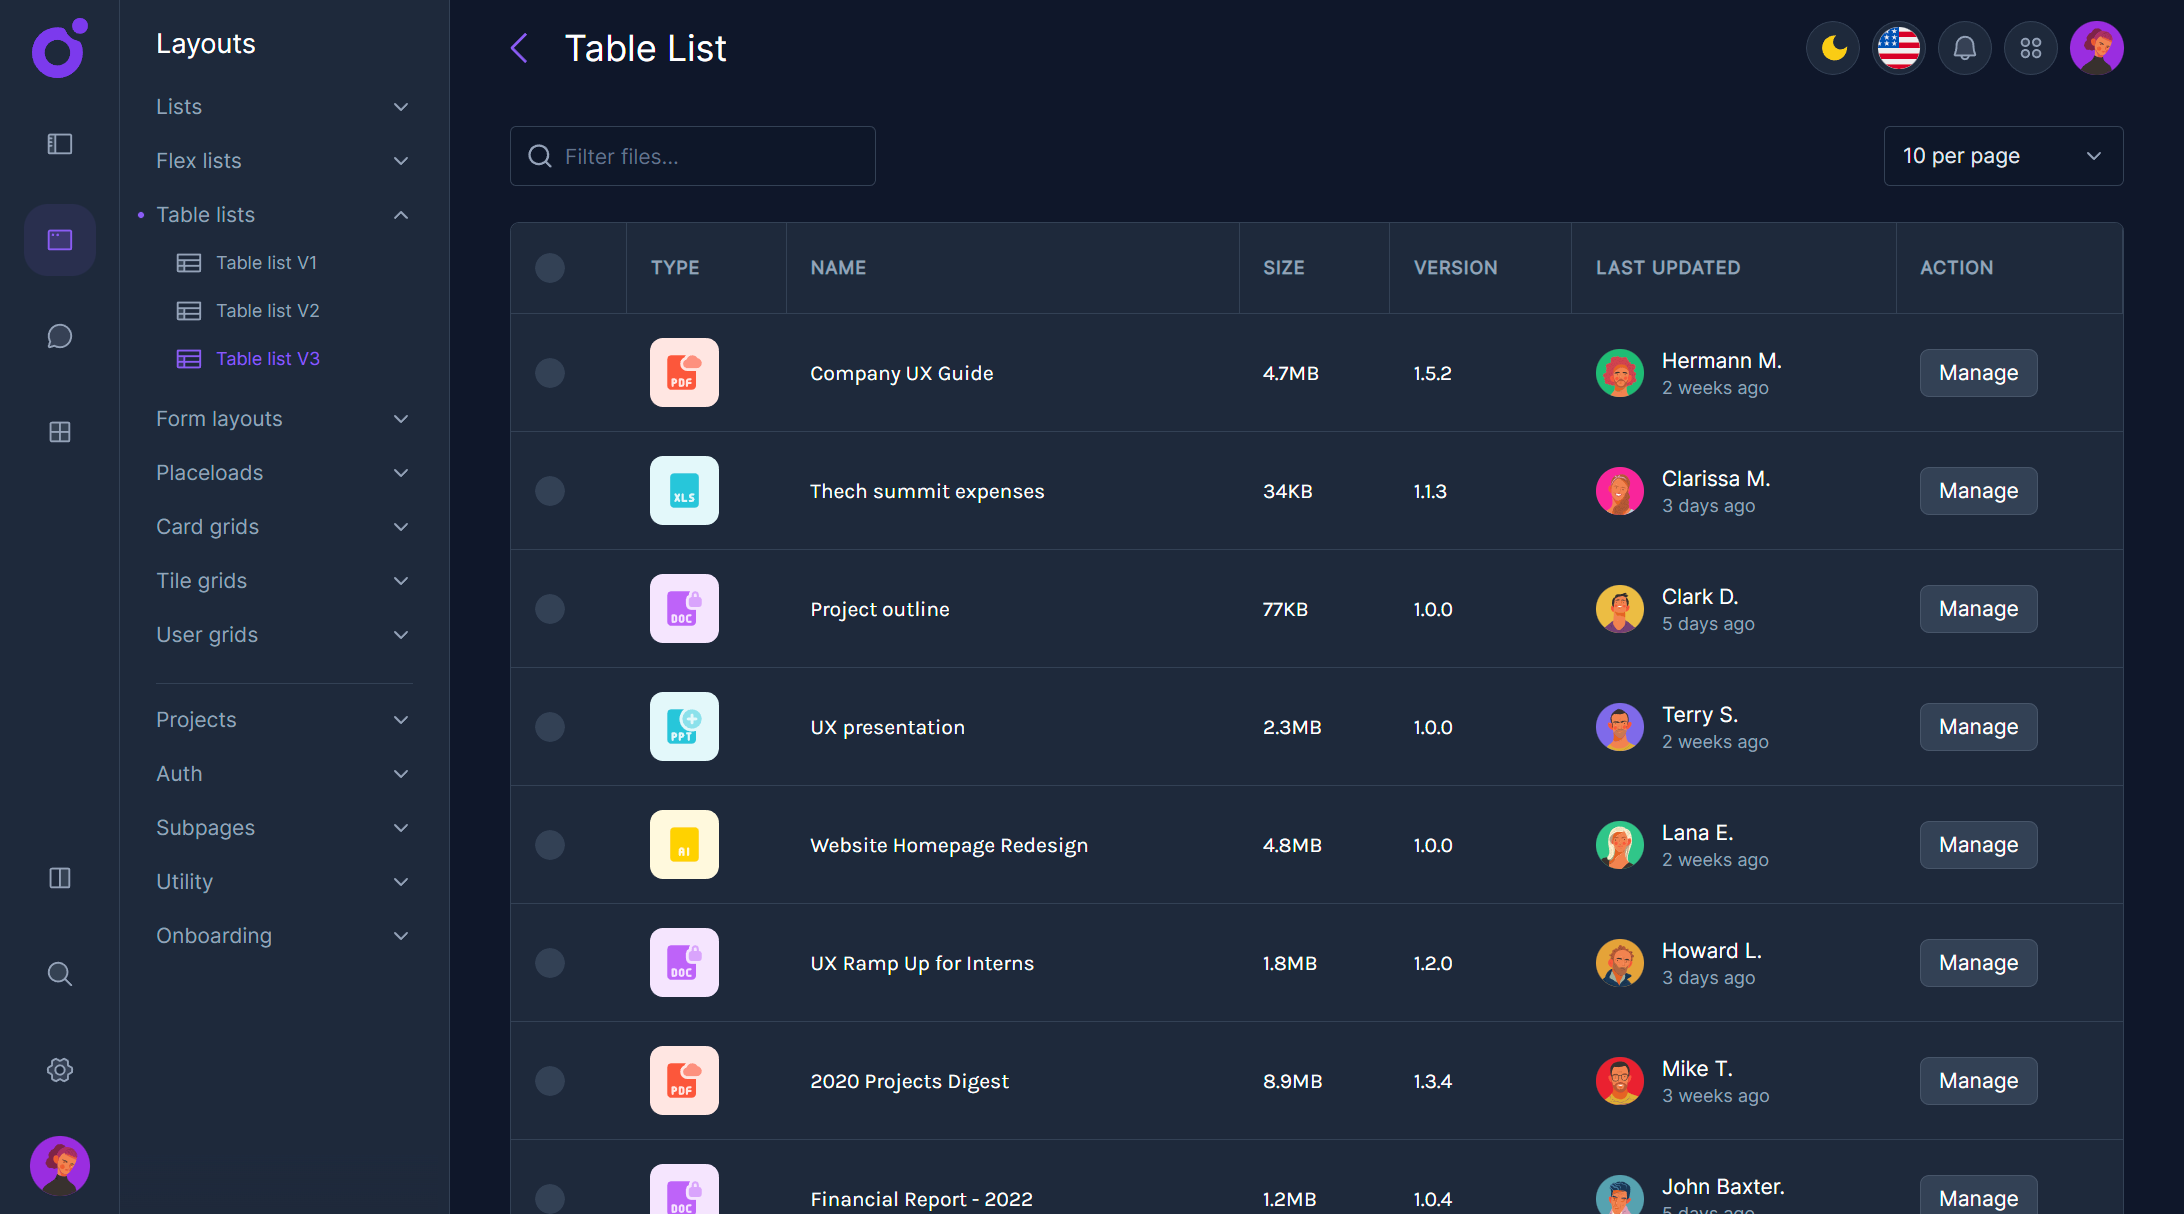 Layouts
Lists
Flex lists
Table lists
Table list V1
Table list V2
Table list V3
Form layouts
Placeloads
Card grids
Tile grids
User grids
Projects
Auth
Subpages
Utility
Onboarding
Table List
Filter files...
10 per page
TYPE NAME SIZE VERSION LAST UPDATED ACTION
PDF Company UX Guide 4.7MB 1.5.2 Hermann M. Manage
2 weeks ago
XLS Thech summit expenses 34KB 1.1.3 Clarissa M. Manage
3 days ago
DOC Project outline 77KB 1.0.0 Clark D. Manage
5 days ago
PPT UX presentation 2.3MB 1.0.0 Terry S. Manage
2 weeks ago
AI Website Homepage Redesign 4.8MB 1.0.0 Lana E. Manage
2 weeks ago
DOC UX Ramp Up for Interns 1.8MB 1.2.0 Howard L. Manage
3 days ago
PDF 2020 Projects Digest 8.9MB 1.3.4 Mike T. Manage
3 weeks ago
DOC Financial Report - 2022 1.2MB 1.0.4 John Baxter. Manage
5 days ago